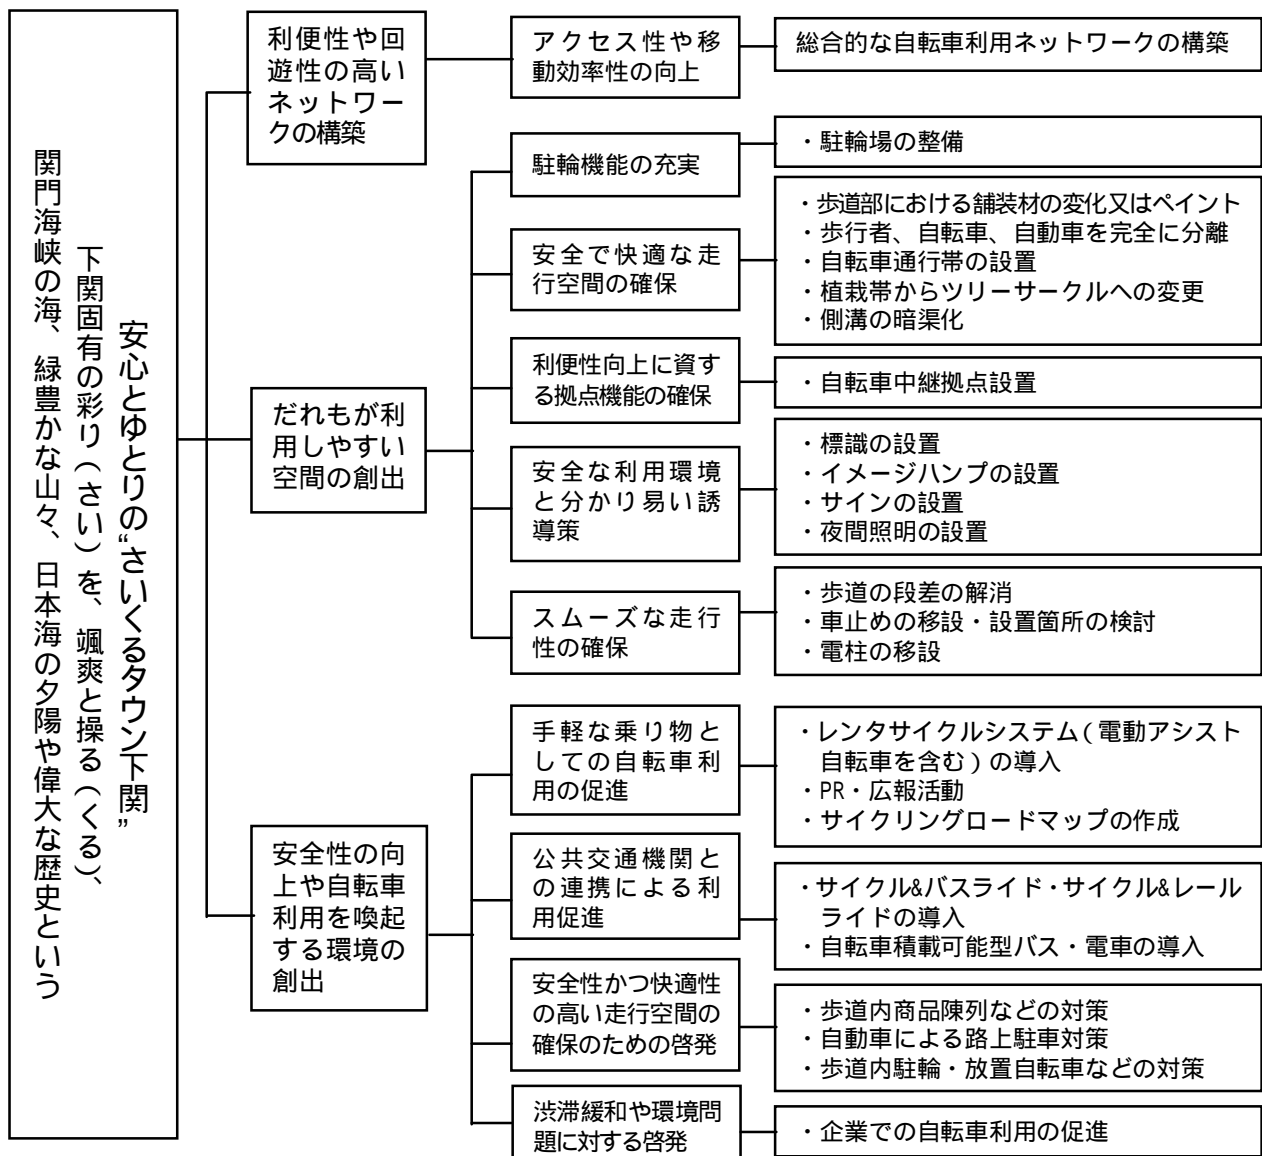 関門海峡の海、緑豊かな山々、日本海の夕陽や偉大な歴史という
下関固有の彩り(さい)を、颯爽と操る(くる)、
安心とゆとりの“さいくるタウン下関”
利便性や回
遊性の高い
ネットワー
クの構築
アクセス性や移
動効率性の向上
総合的な自転車利用ネットワークの構築
だれもが利
用しやすい
空間の創出
駐輪機能の充実
・駐輪場の整備
安全で快適な走
行空間の確保
・歩道部における舗装材の変化又はペイント
・歩行者、自転車、自動車を完全に分離
・自転車通行帯の設置
・植栽帯からツリーサークルへの変更
・側溝の暗渠化
利便性向上に資す
る拠点機能の確保
・自転車中継拠点設置
安全な利用環境
と分かり易い誘
導策
・標識の設置
・イメージハンプの設置
・サインの設置
・夜間照明の設置
スムーズな走行
性の確保
・歩道の段差の解消
・車止めの移設・設置箇所の検討
・電柱の移設
安全性の向
上や自転車
利用を喚起
する環境の
創出
手軽な乗り物と
しての自転車利
用の促進
・レンタサイクルシステム(電動アシスト
自転車を含む)の導入
・PR・広報活動
・サイクリングロードマップの作成
公共交通機関と
の連携による利
用促進
・サイクル&バスライド・サイクル&レール
ライドの導入
・自転車積載可能型バス・電車の導入
安全性かつ快適性
の高い走行空間の
確保のための啓発
・歩道内商品陳列などの対策
・自動車による路上駐車対策
・歩道内駐輪・放置自転車などの対策
渋滞緩和や環境問
題に対する啓発
・企業での自転車利用の促進